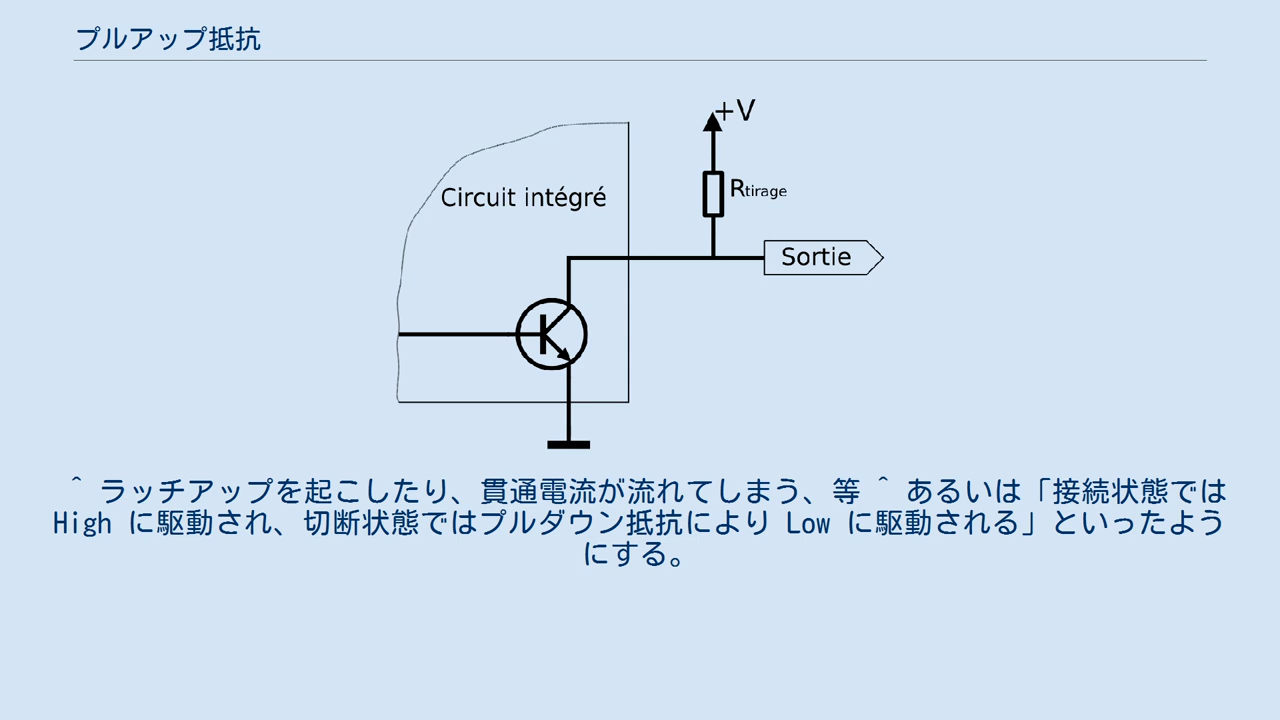 プルアップ抵抗
+V
Circuit intégré
Rtirage
Sortie
^ ラッチアップを起こしたり、貫通電流が流れてしまう、等 ^ あるいは「接続状態では
High に駆動され、切断状態ではプルダウン抵抗により Low に駆動される」といったよう
にする。